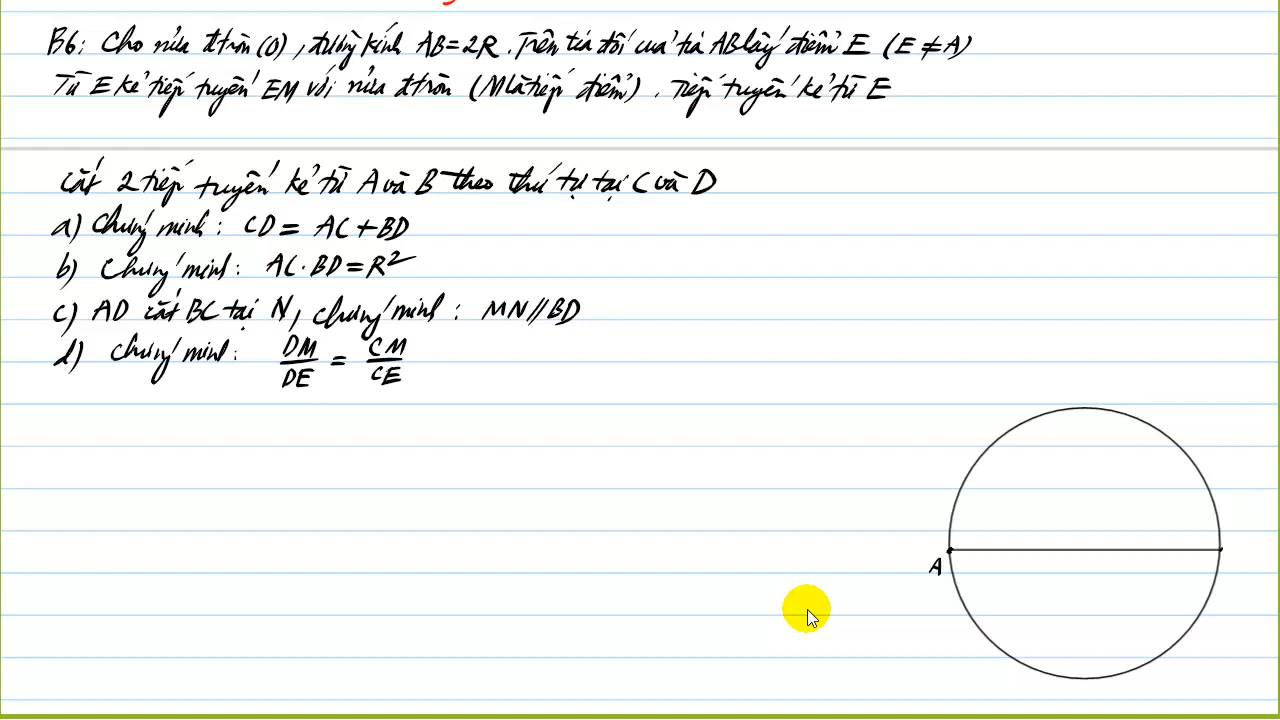 B6: Cho nửa đtròn (O), đường kính AB = 2R. Trên tia đối của tia AB lấy điểm E (E ≠ A)
Từ E kẻ tiếp tuyến EM với nửa đtròn (M là tiếp điểm). Tiếp tuyến kẻ từ E
cắt 2 tiếp tuyến kẻ từ A và B theo thứ tự tại C và D
a) Chứng minh: CD = AC + BD
b) Chứng minh: AC . BD = R²
c) AD cắt BC tại N, chứng minh: MN // BD
d) Chứng minh: DM/DE = CM/CE
A